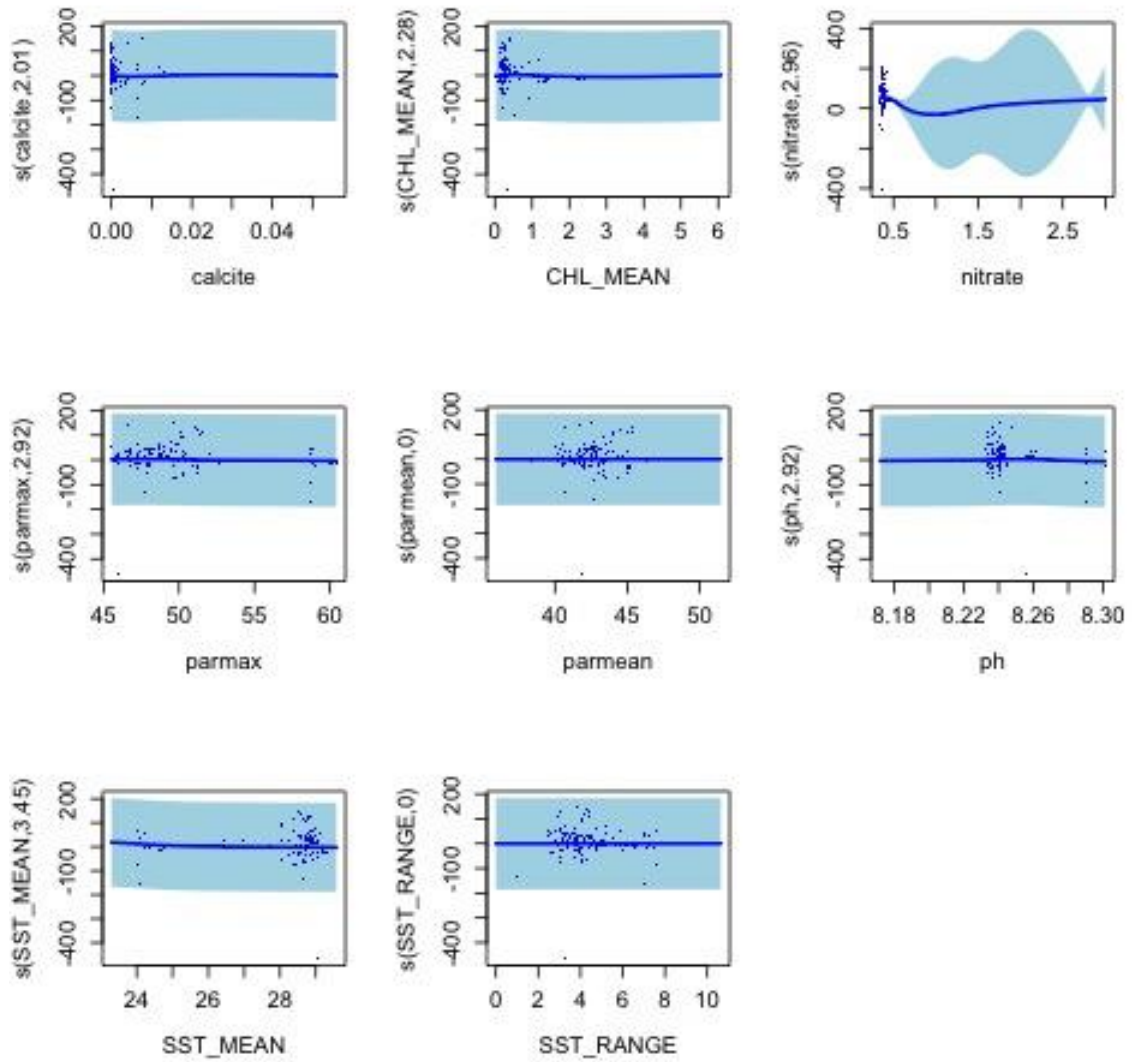 s(calcite,2.01)
200
-100
-400
0.00 0.02 0.04
calcite
s(CHL_MEAN,2.28)
200
-100
-400
0 1 2 3 4 5 6
CHL_MEAN
s(nitrate,2.96)
400
0
-400
0.5 1.5 2.5
nitrate
s(parmax,2.92)
200
-100
-400
45 50 55 60
parmax
s(parmean,0)
200
-100
-400
40 45 50
parmean
s(ph,2.92)
200
-100
-400
8.18 8.22 8.26 8.30
ph
s(SST_MEAN,3.45)
200
-100
-400
24 26 28
SST_MEAN
s(SST_RANGE,0)
200
-100
-400
0 2 4 6 8 10
SST_RANGE